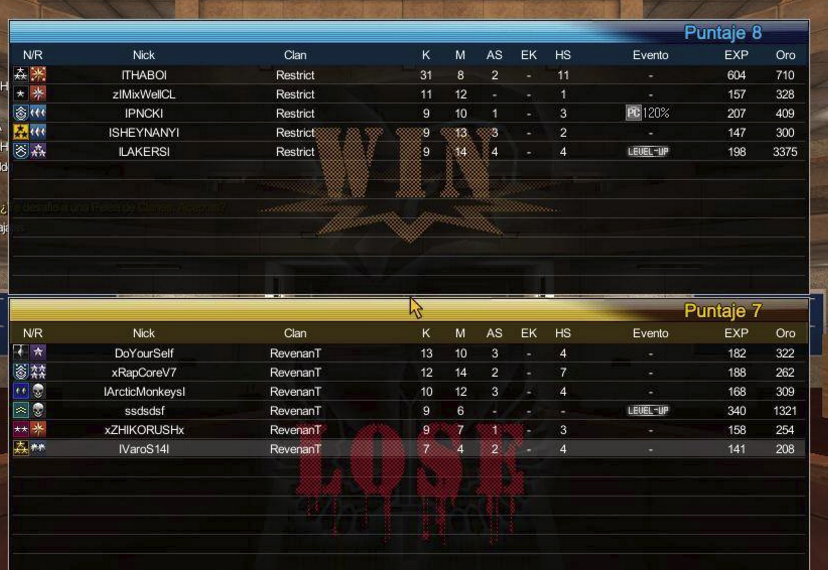 Puntaje 8
N/R Nick Clan K M AS EK HS Evento EXP Oro
ITHABOI Restrict 31 8 2 - 11 - 604 710
zIMixWellCL Restrict 11 12 - - 1 - 157 328
IPNCKI Restrict 9 10 1 - 3 PC 120% 207 409
ISHEYNANYI Restrict 9 13 3 - 2 - 147 300
ILAKERSI Restrict 9 14 4 - 4 LEVEL-UP 198 3375
WIN
Puntaje 7
N/R Nick Clan K M AS EK HS Evento EXP Oro
DoYourSelf RevenanT 13 10 3 - 4 - 182 322
xRapCoreV7 RevenanT 12 14 2 - 7 - 188 262
IArcticMonkeysI RevenanT 10 12 3 - 4 - 168 309
ssdsdsf RevenanT 9 6 - - - LEVEL-UP 340 1321
xZHIKORUSHx RevenanT 9 7 1 - 3 - 158 254
IVaroS14I RevenanT 7 4 2 - 4 - 141 208
LOSE